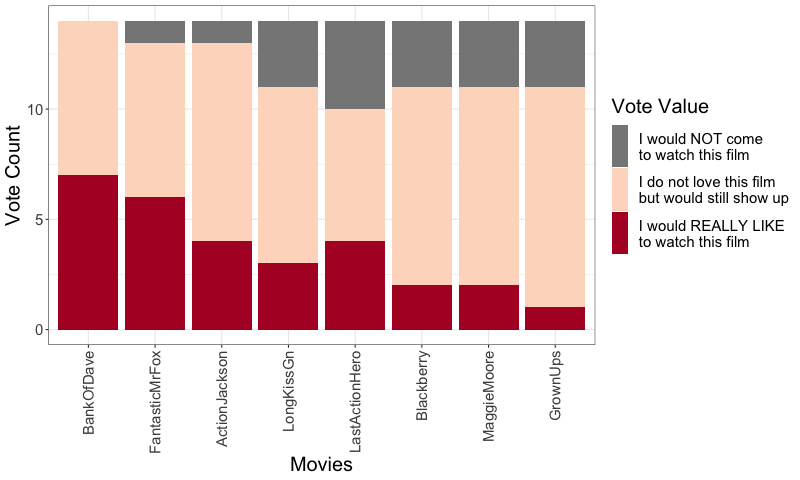 Vote Count
10
5
0
BankOfDave
FantasticMrFox
ActionJackson
LongKissGn
LastActionHero
Blackberry
MaggieMoore
GrownUps
Movies
Vote Value
I would NOT come
to watch this film
I do not love this film
but would still show up
I would REALLY LIKE
to watch this film